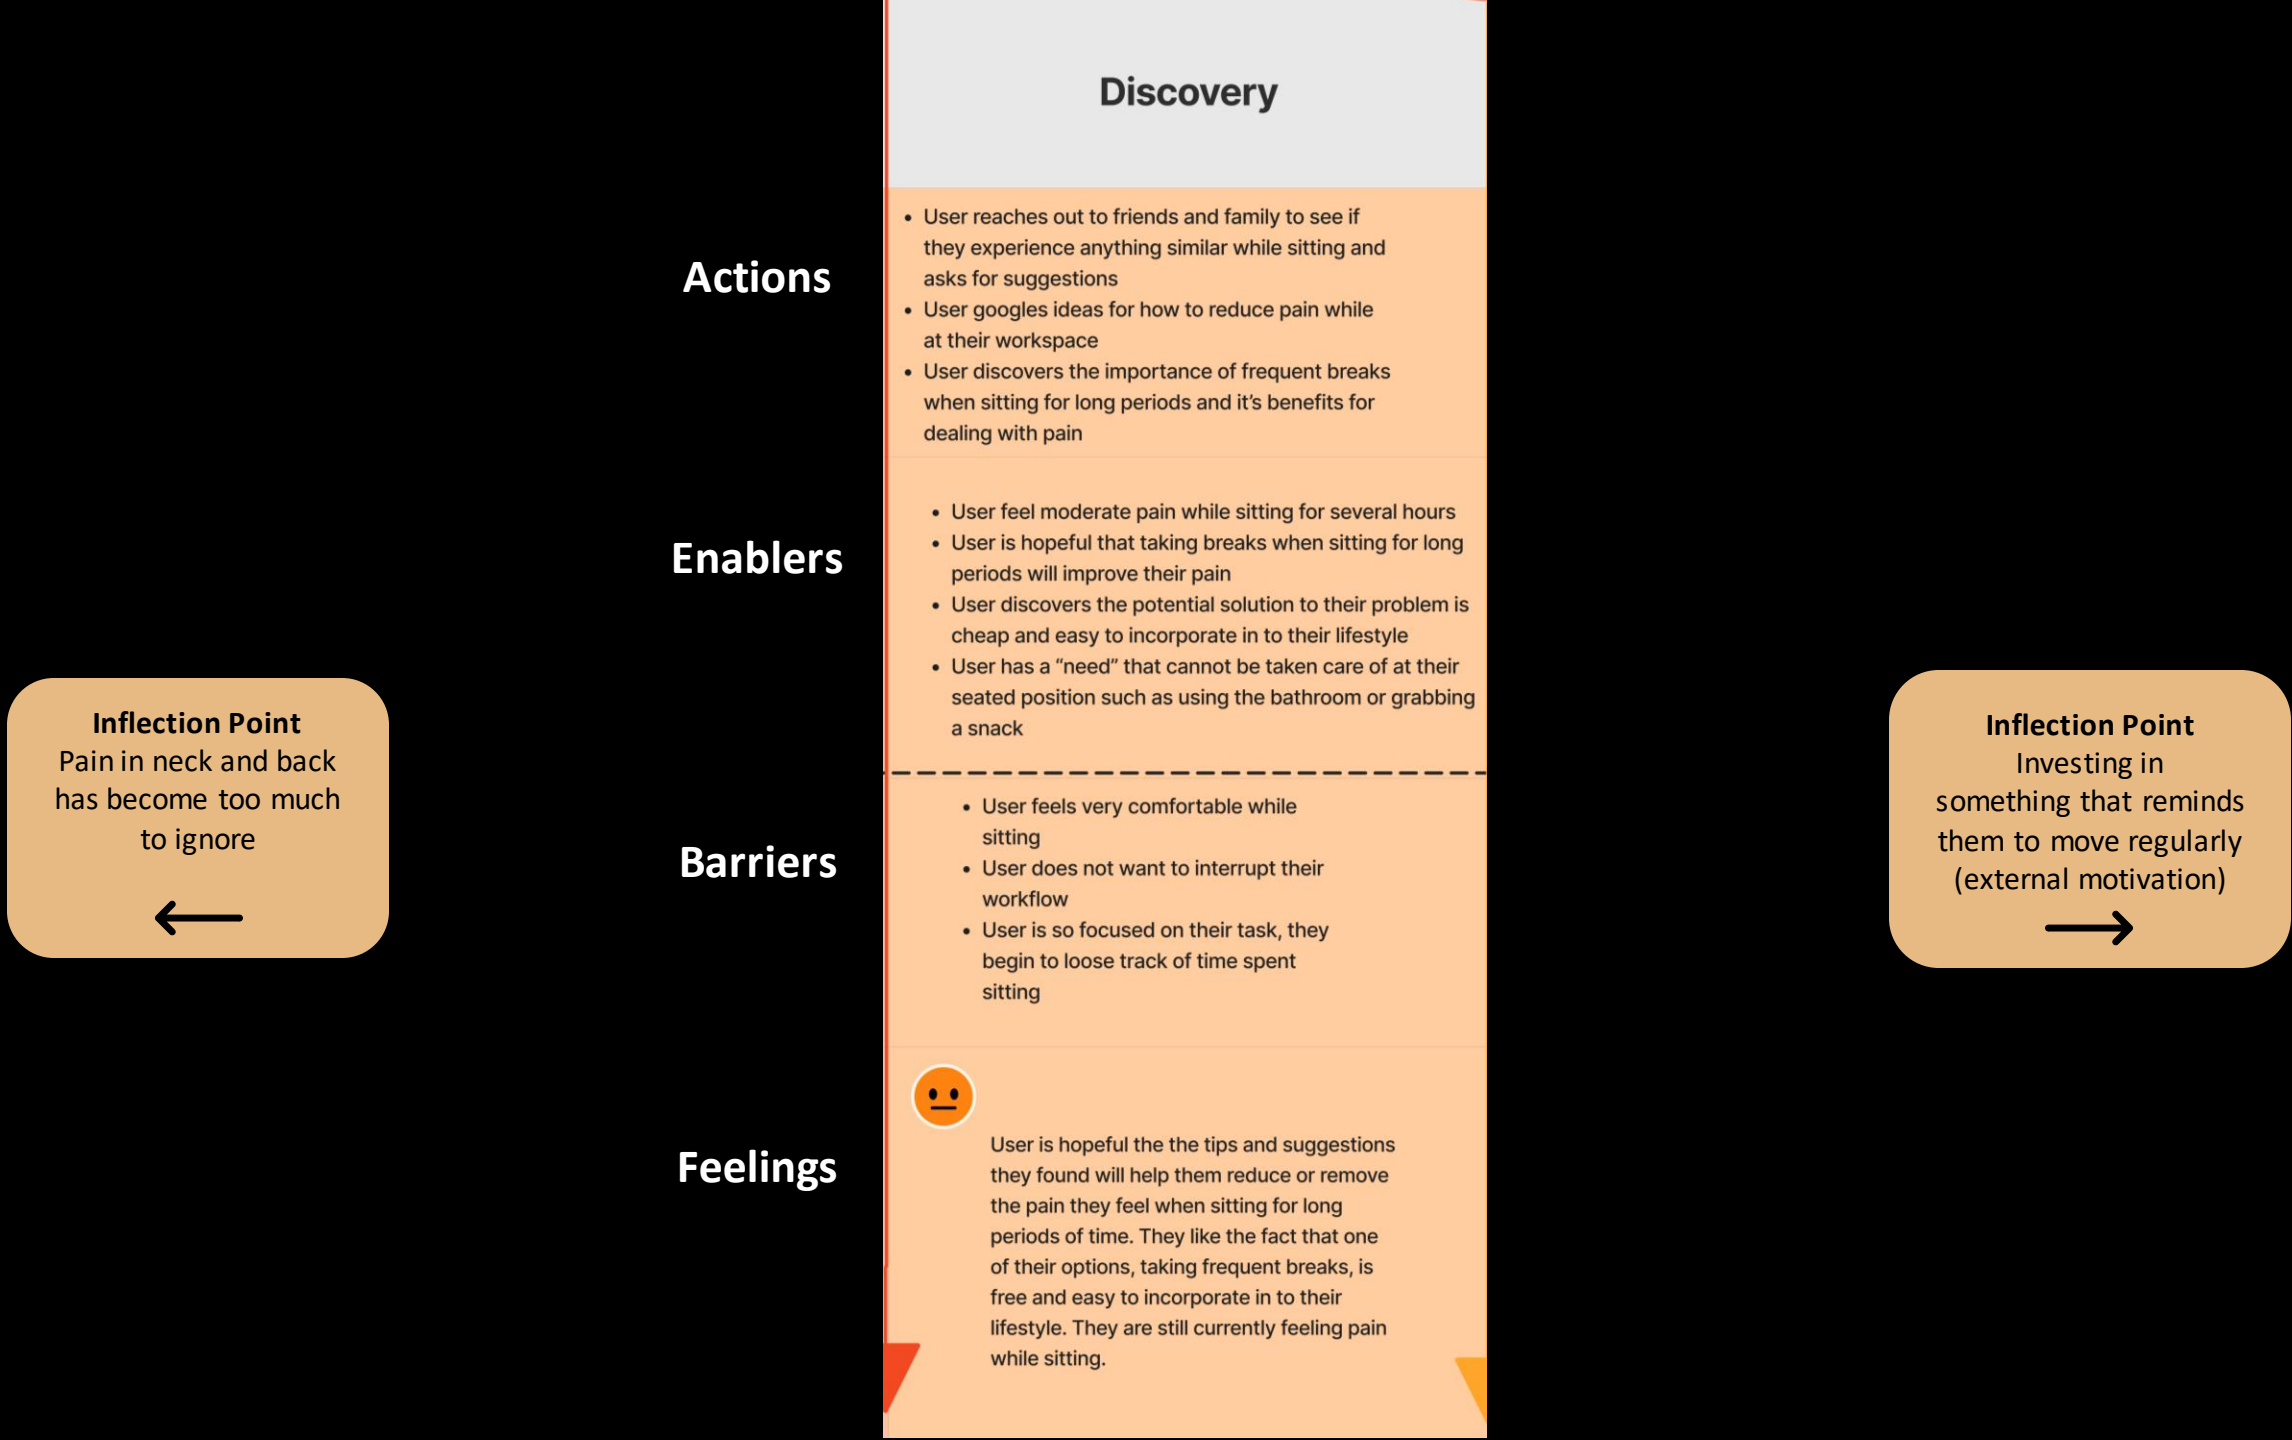 Discovery
Actions
• User reaches out to friends and family to see if
they experience anything similar while sitting and
asks for suggestions
• User googles ideas for how to reduce pain while
at their workspace
• User discovers the importance of frequent breaks
when sitting for long periods and it's benefits for
dealing with pain
Enablers
• User feel moderate pain while sitting for several hours
• User is hopeful that taking breaks when sitting for long
periods will improve their pain
• User discovers the potential solution to their problem is
cheap and easy to incorporate in to their lifestyle
• User has a “need” that cannot be taken care of at their
seated position such as using the bathroom or grabbing
a snack
Inflection Point
Pain in neck and back
has become too much
to ignore
Barriers
• User feels very comfortable while
sitting
• User does not want to interrupt their
workflow
• User is so focused on their task, they
begin to loose track of time spent
sitting
Inflection Point
Investing in
something that reminds
them to move regularly
(external motivation)
Feelings
User is hopeful the the tips and suggestions
they found will help them reduce or remove
the pain they feel when sitting for long
periods of time. They like the fact that one
of their options, taking frequent breaks, is
free and easy to incorporate in to their
lifestyle. They are still currently feeling pain
while sitting.